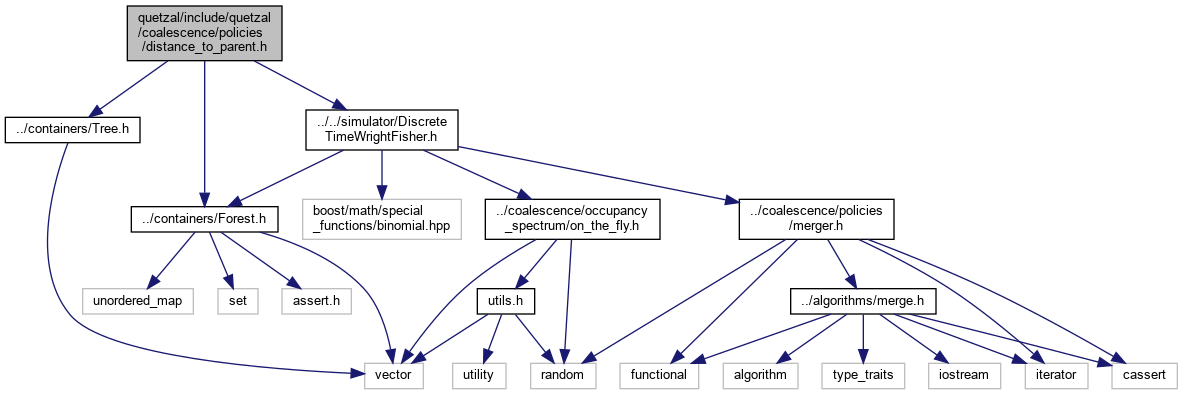 quetzal/include/quetzal
/coalescence/policies
/distance_to_parent.h
../containers/Tree.h
../../simulator/Discrete
TimeWrightFisher.h
../containers/Forest.h
boost/math/special
_functions/binomial.hpp
../coalescence/occupancy
_spectrum/on_the_fly.h
../coalescence/policies
/merger.h
unordered_map
set
assert.h
utils.h
../algorithms/merge.h
vector
utility
random
functional
algorithm
type_traits
iostream
iterator
cassert